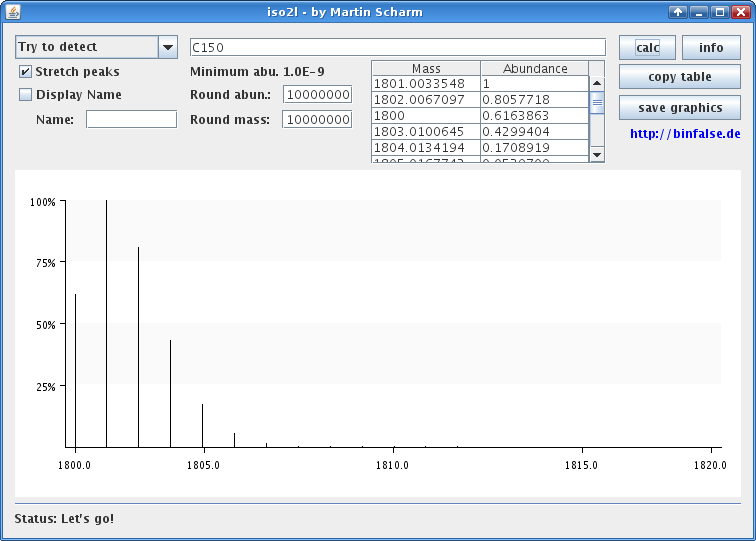 iso2l - by Martin Scharm
Try to detect
C150
calc
info
Stretch peaks
Minimum abu. 1.0E-9
Mass Abundance
copy table
Display Name
Round abun.: 10000000
1801.0033548 1
1802.0067097 0.8057718
1800 0.6163863
1803.0100645 0.4299404
1804.0134194 0.1708919
save graphics
Name:
Round mass: 10000000
http://binfalse.de
100%
75%
50%
25%
1800.0 1805.0 1810.0 1815.0 1820.0
Status: Let's go!